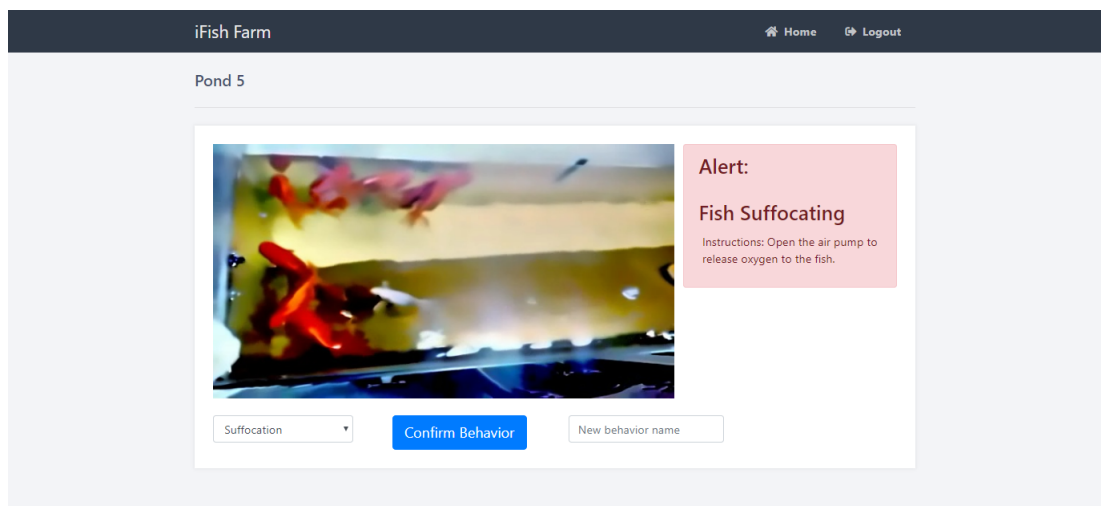 iFish Farm
Home
Logout
Pond 5
Alert:
Fish Suffocating
Instructions: Open the air pump to
release oxygen to the fish.
Suffocation
Confirm Behavior
New behavior name